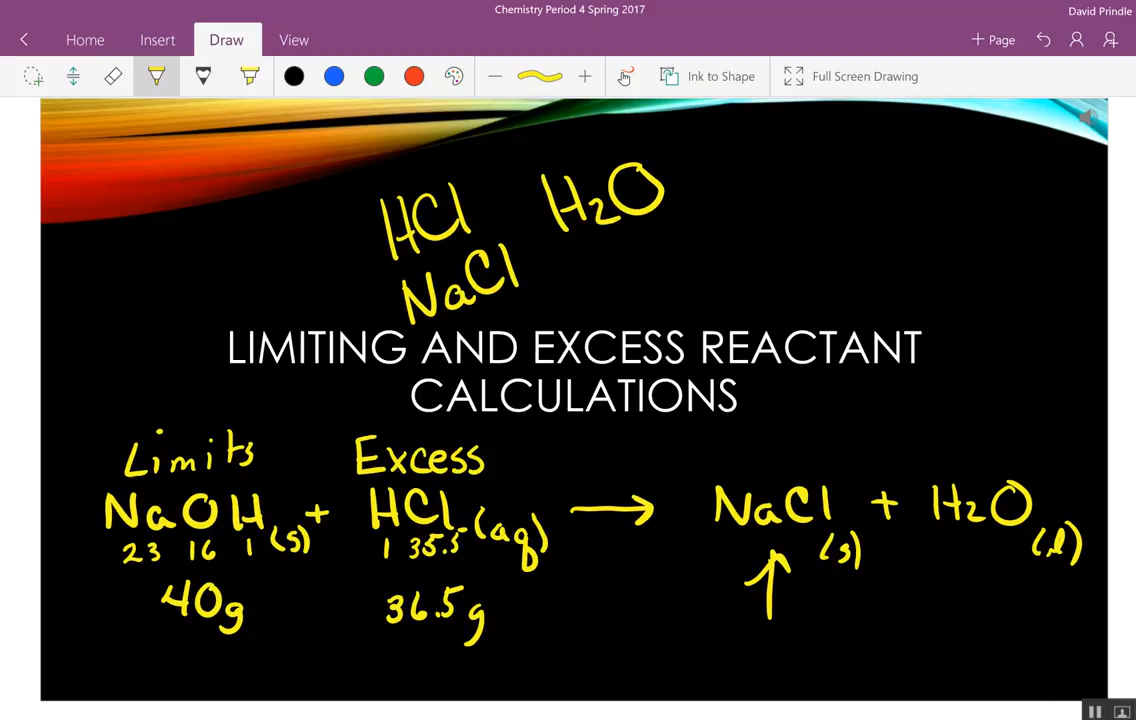 Chemistry Period 4 Spring 2017
David Prindle
Home Insert Draw View
+ Page
Ink to Shape
Full Screen Drawing
HCl H2O
NaCl
LIMITING AND EXCESS REACTANT
CALCULATIONS
Limits Excess
NaOH(s) + HCl(aq) → NaCl(s) + H2O(l)
23 16 1 1 35.5
40g 36.5g
↑